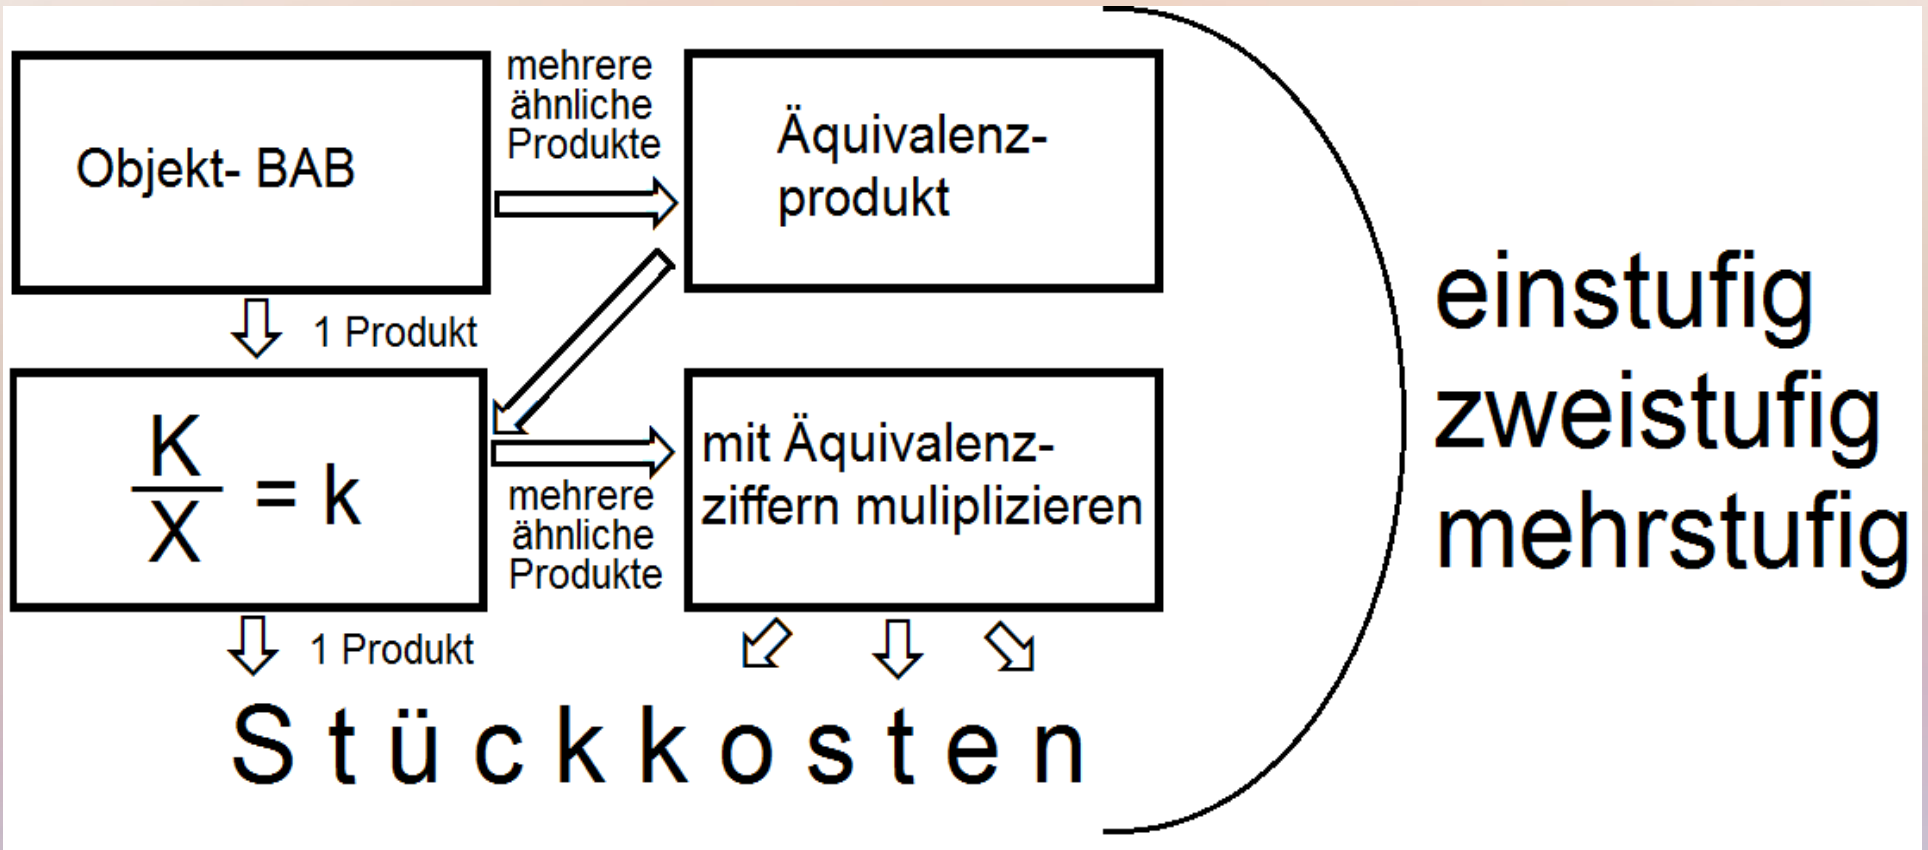 Objekt- BAB
mehrere
ähnliche
Produkte
Äquivalenz-
produkt
1 Produkt
K
X
= k
mehrere
ähnliche
Produkte
mit Äquivalenz-
ziffern muliplizieren
1 Produkt
Stückkosten
einstufig
zweistufig
mehrstufig